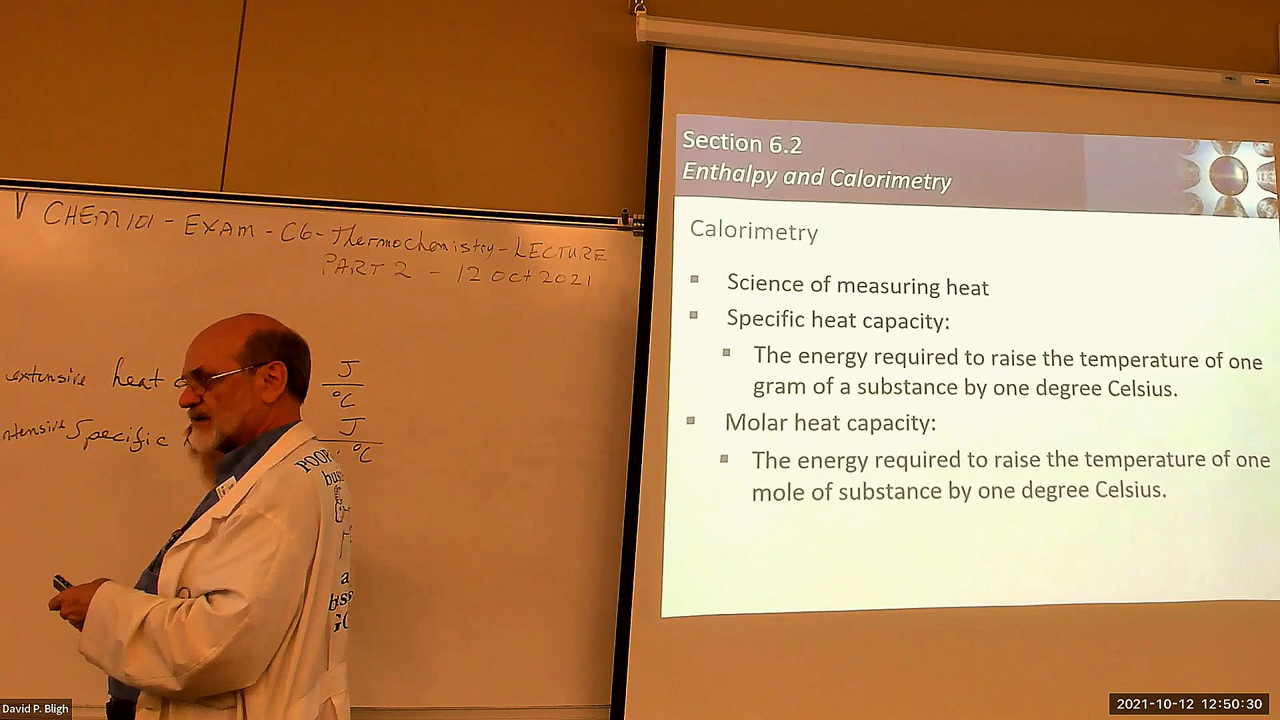 CHEM 101 - EXAM - C6 - Thermochemistry - LECTURE
PART 2 - 12 Oct 2021
extensive heat
J
°C
Specific
J
°C
Section 6.2
Enthalpy and Calorimetry
Calorimetry
Science of measuring heat
Specific heat capacity:
The energy required to raise the temperature of one
gram of a substance by one degree Celsius.
Molar heat capacity:
The energy required to raise the temperature of one
mole of substance by one degree Celsius.
David P. Bligh
2021-10-12 12:50:30